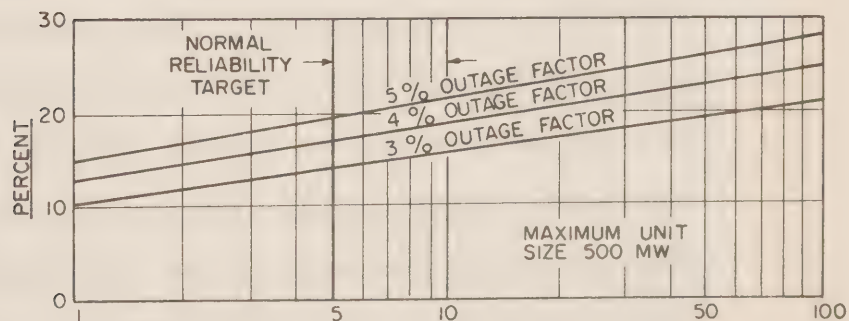 30
20
10
0
PERCENT
NORMAL
RELIABILITY
TARGET
5% OUTAGE FACTOR
4% OUTAGE FACTOR
3% OUTAGE FACTOR
MAXIMUM UNIT
SIZE 500 MW
1
5
10
50
100